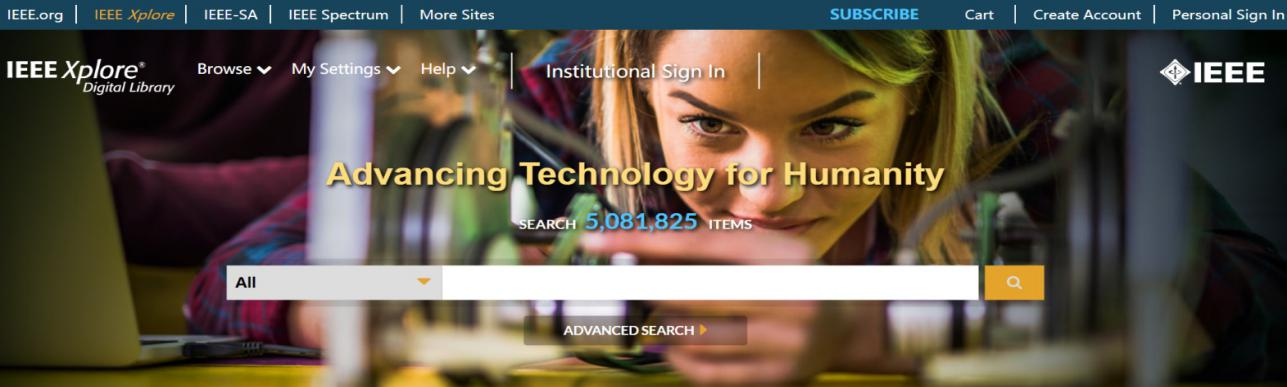 IEEE.org IEEE Xplore IEEE-SA IEEE Spectrum More Sites SUBSCRIBE Cart Create Account Personal Sign In
IEEE Xplore® Browse My Settings Help Institutional Sign In IEEE
Digital Library
Advancing Technology for Humanity
SEARCH 5,081,825 ITEMS
All
ADVANCED SEARCH